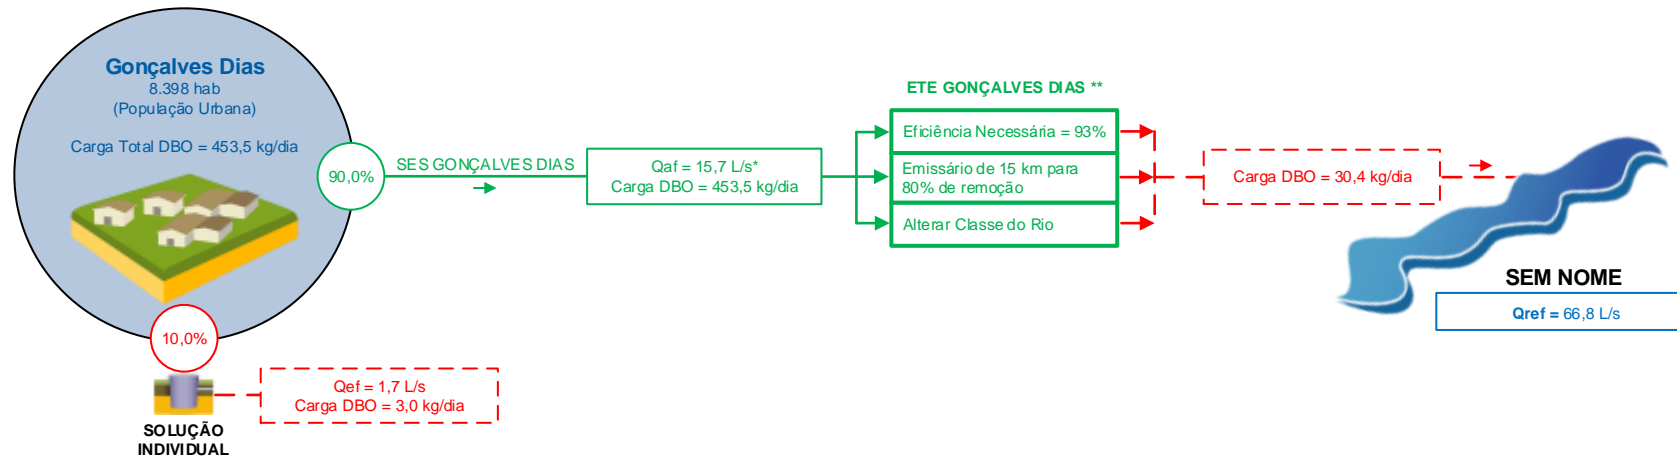 Gonçalves Dias
8.398 hab
(População Urbana)
Carga Total DBO = 453,5 kg/dia
90,0%
SES GONÇALVES DIAS
Qaf = 15,7 L/s*
Carga DBO = 453,5 kg/dia
ETE GONÇALVES DIAS **
Eficiência Necessária = 93%
Emissário de 15 km para
80% de remoção
Alterar Classe do Rio
Carga DBO = 30,4 kg/dia
SEM NOME
Qref = 66,8 L/s
10,0%
Qef = 1,7 L/s
Carga DBO = 3,0 kg/dia
SOLUÇÃO
INDIVIDUAL